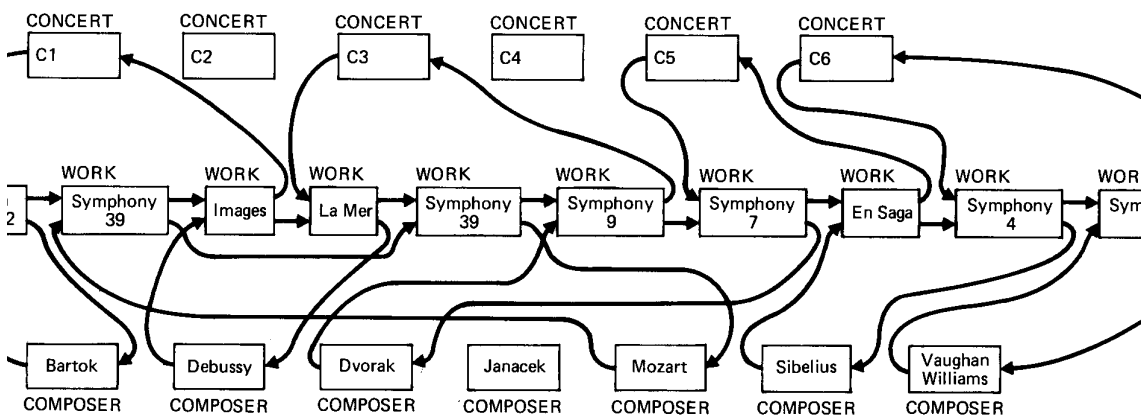 CONCERT CONCERT CONCERT CONCERT CONCERT CONCERT
C1 C2 C3 C4 C5 C6
WORK WORK WORK WORK WORK WORK WORK WORK WORK
2 Symphony 39
Images
La Mer
Symphony 39
Symphony 9
Symphony 7
En Saga
Symphony 4
Sym
Bartok Debussy Dvorak Janacek Mozart Sibelius Vaughan Williams
COMPOSER COMPOSER COMPOSER COMPOSER COMPOSER COMPOSER COMPOSER